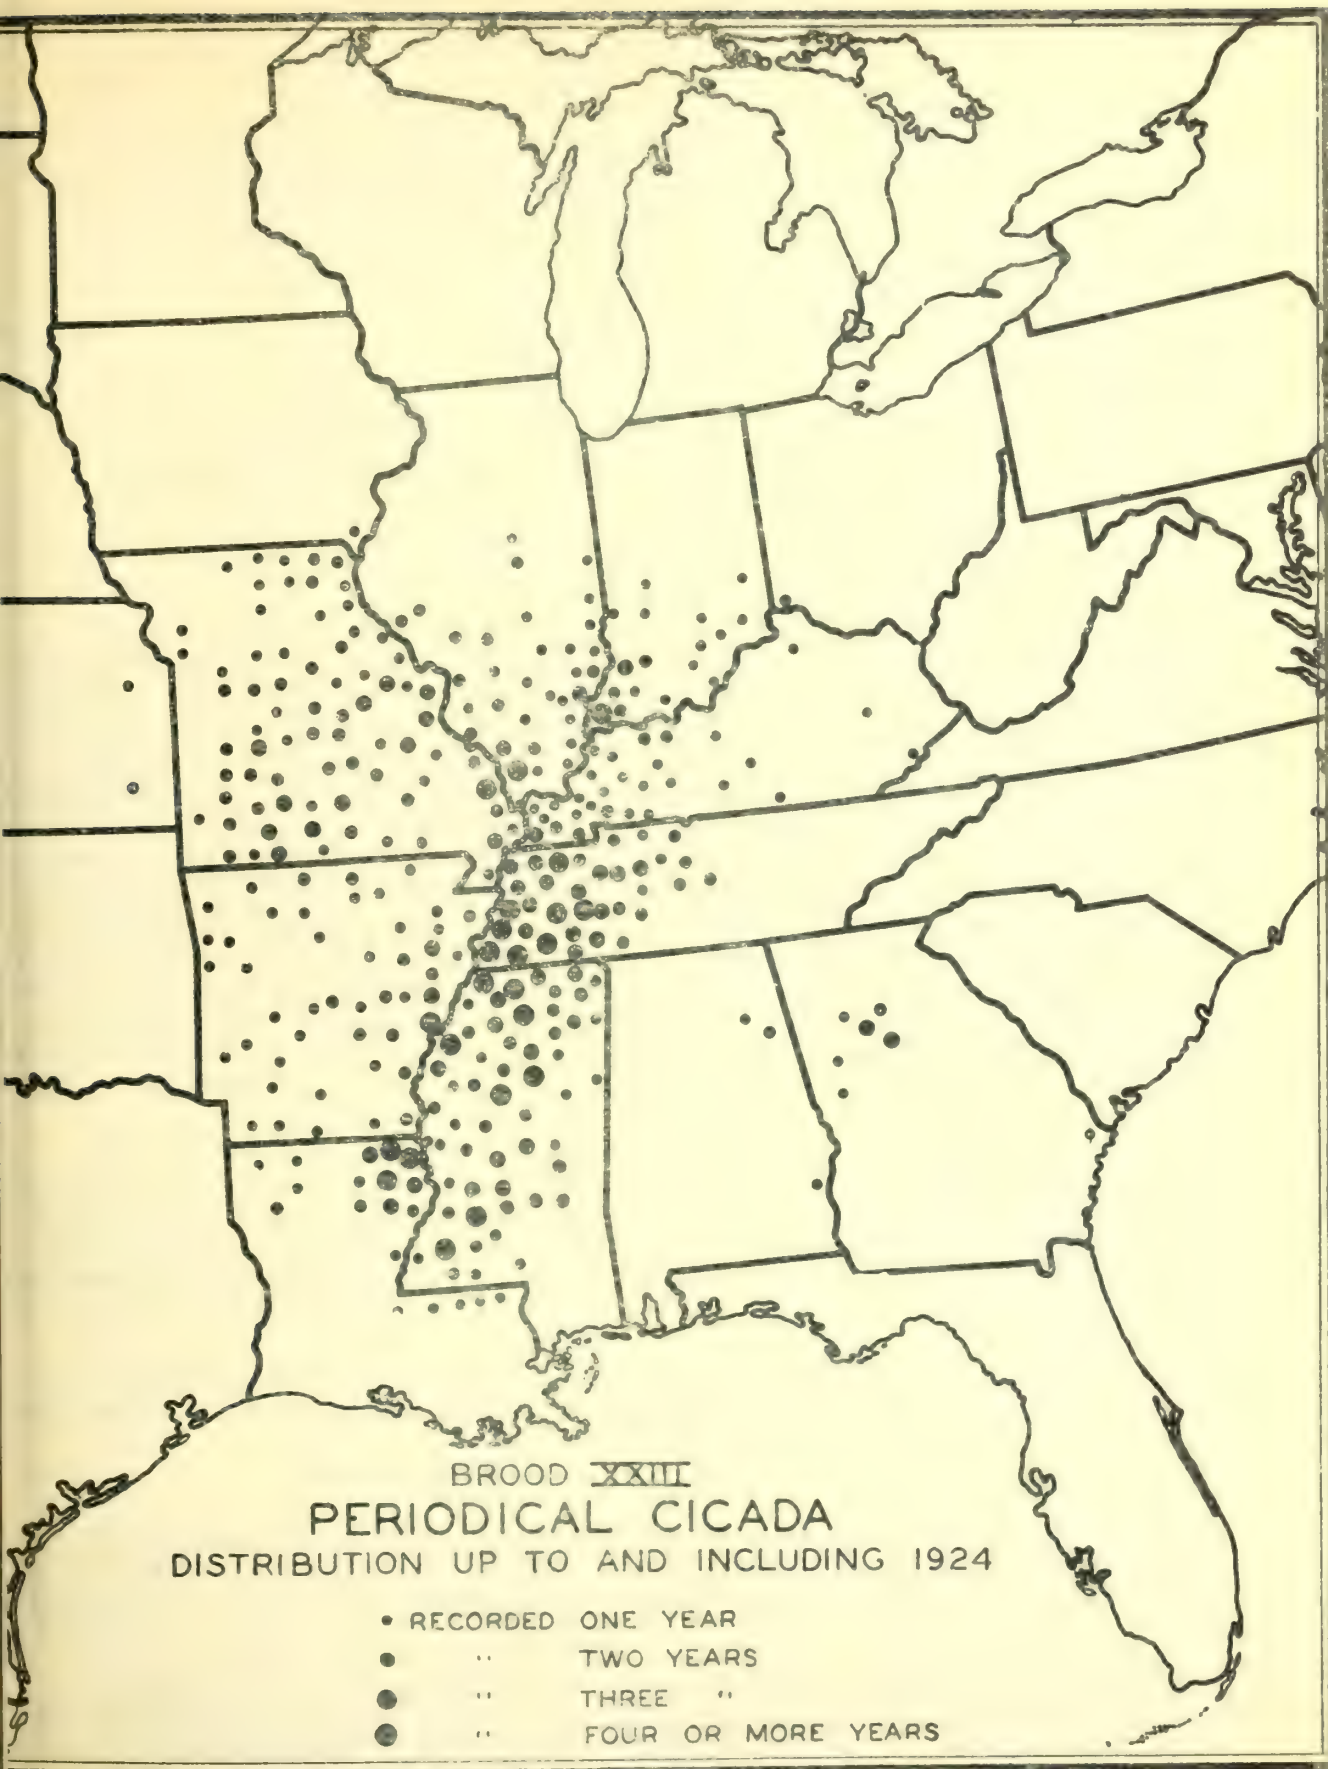 BROOD XXIII
PERIODICAL CICADA
DISTRIBUTION UP TO AND INCLUDING 1924
• RECORDED ONE YEAR
● " TWO YEARS
● " THREE "
● " FOUR OR MORE YEARS